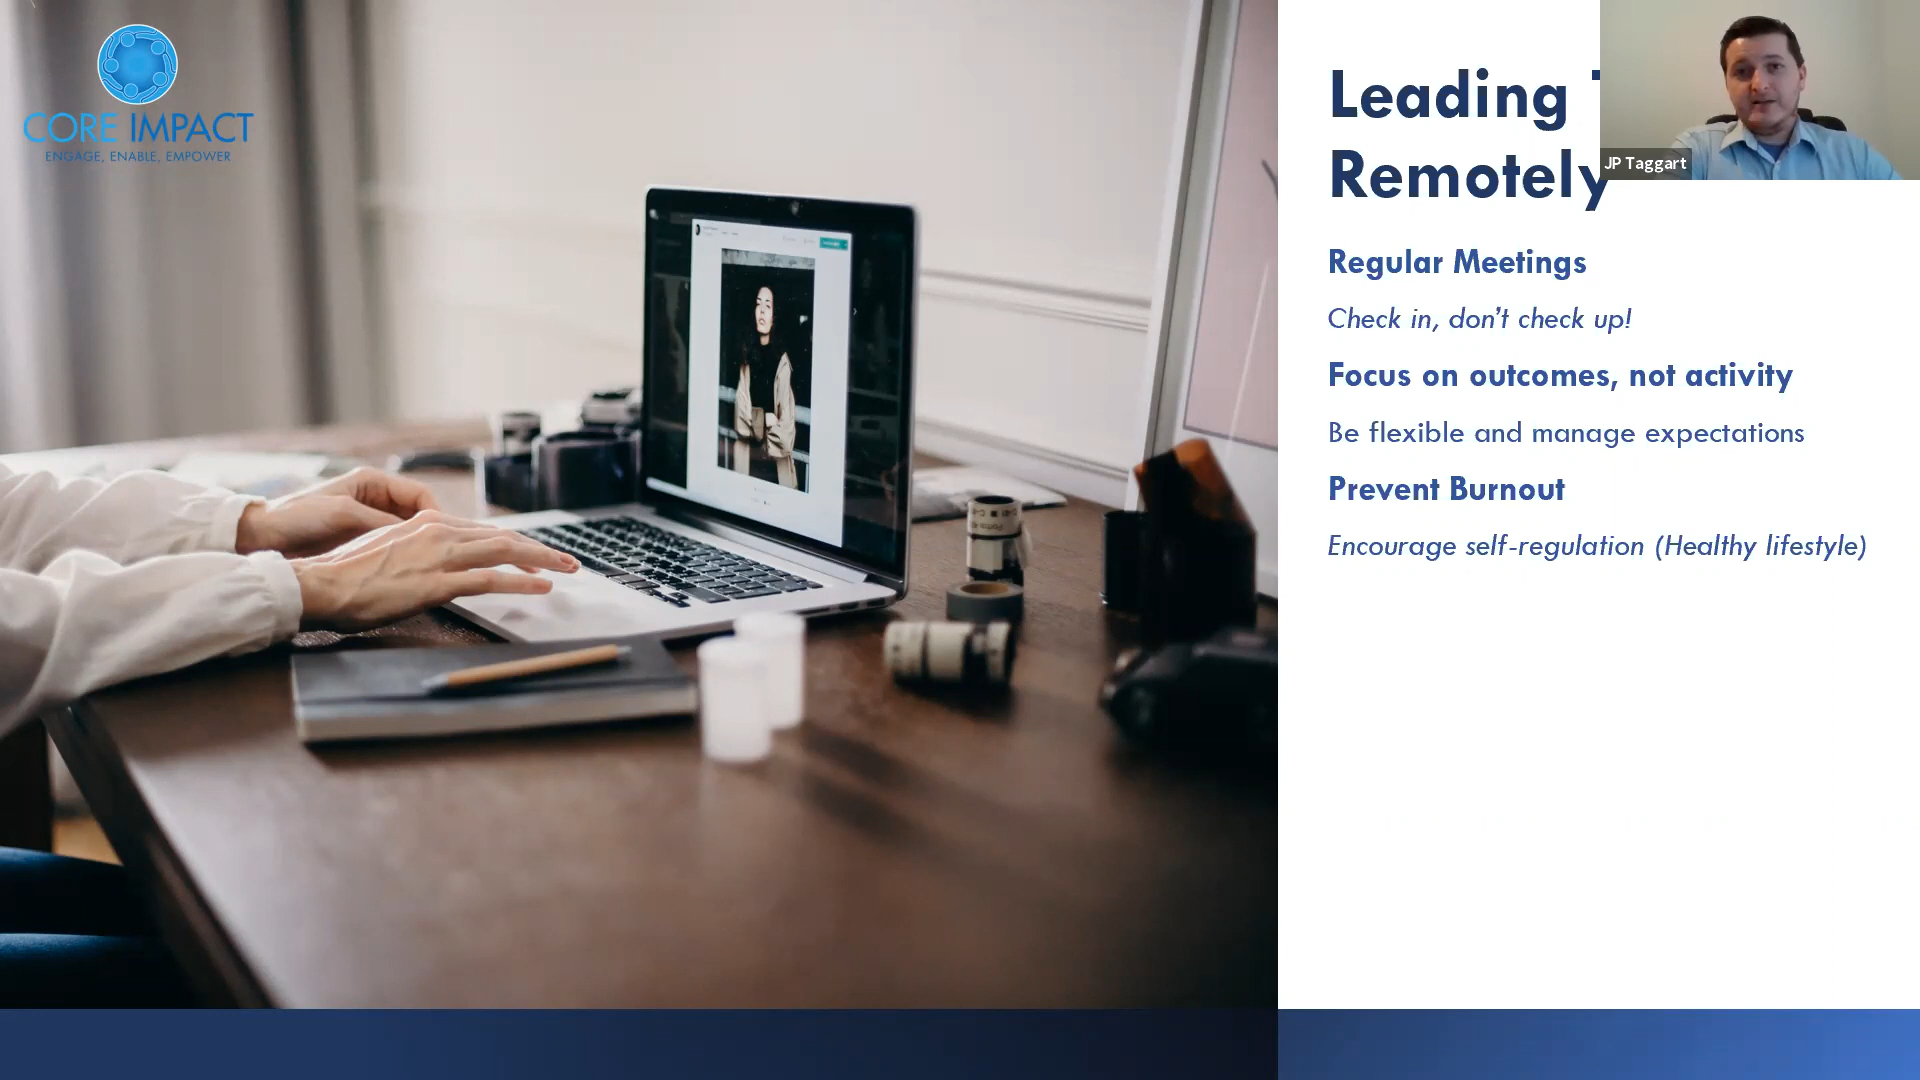 CORE IMPACT
ENGAGE, ENABLE, EMPOWER
Leading
Remotely
JP Taggart
Regular Meetings
Check in, don't check up!
Focus on outcomes, not activity
Be flexible and manage expectations
Prevent Burnout
Encourage self-regulation (Healthy lifestyle)